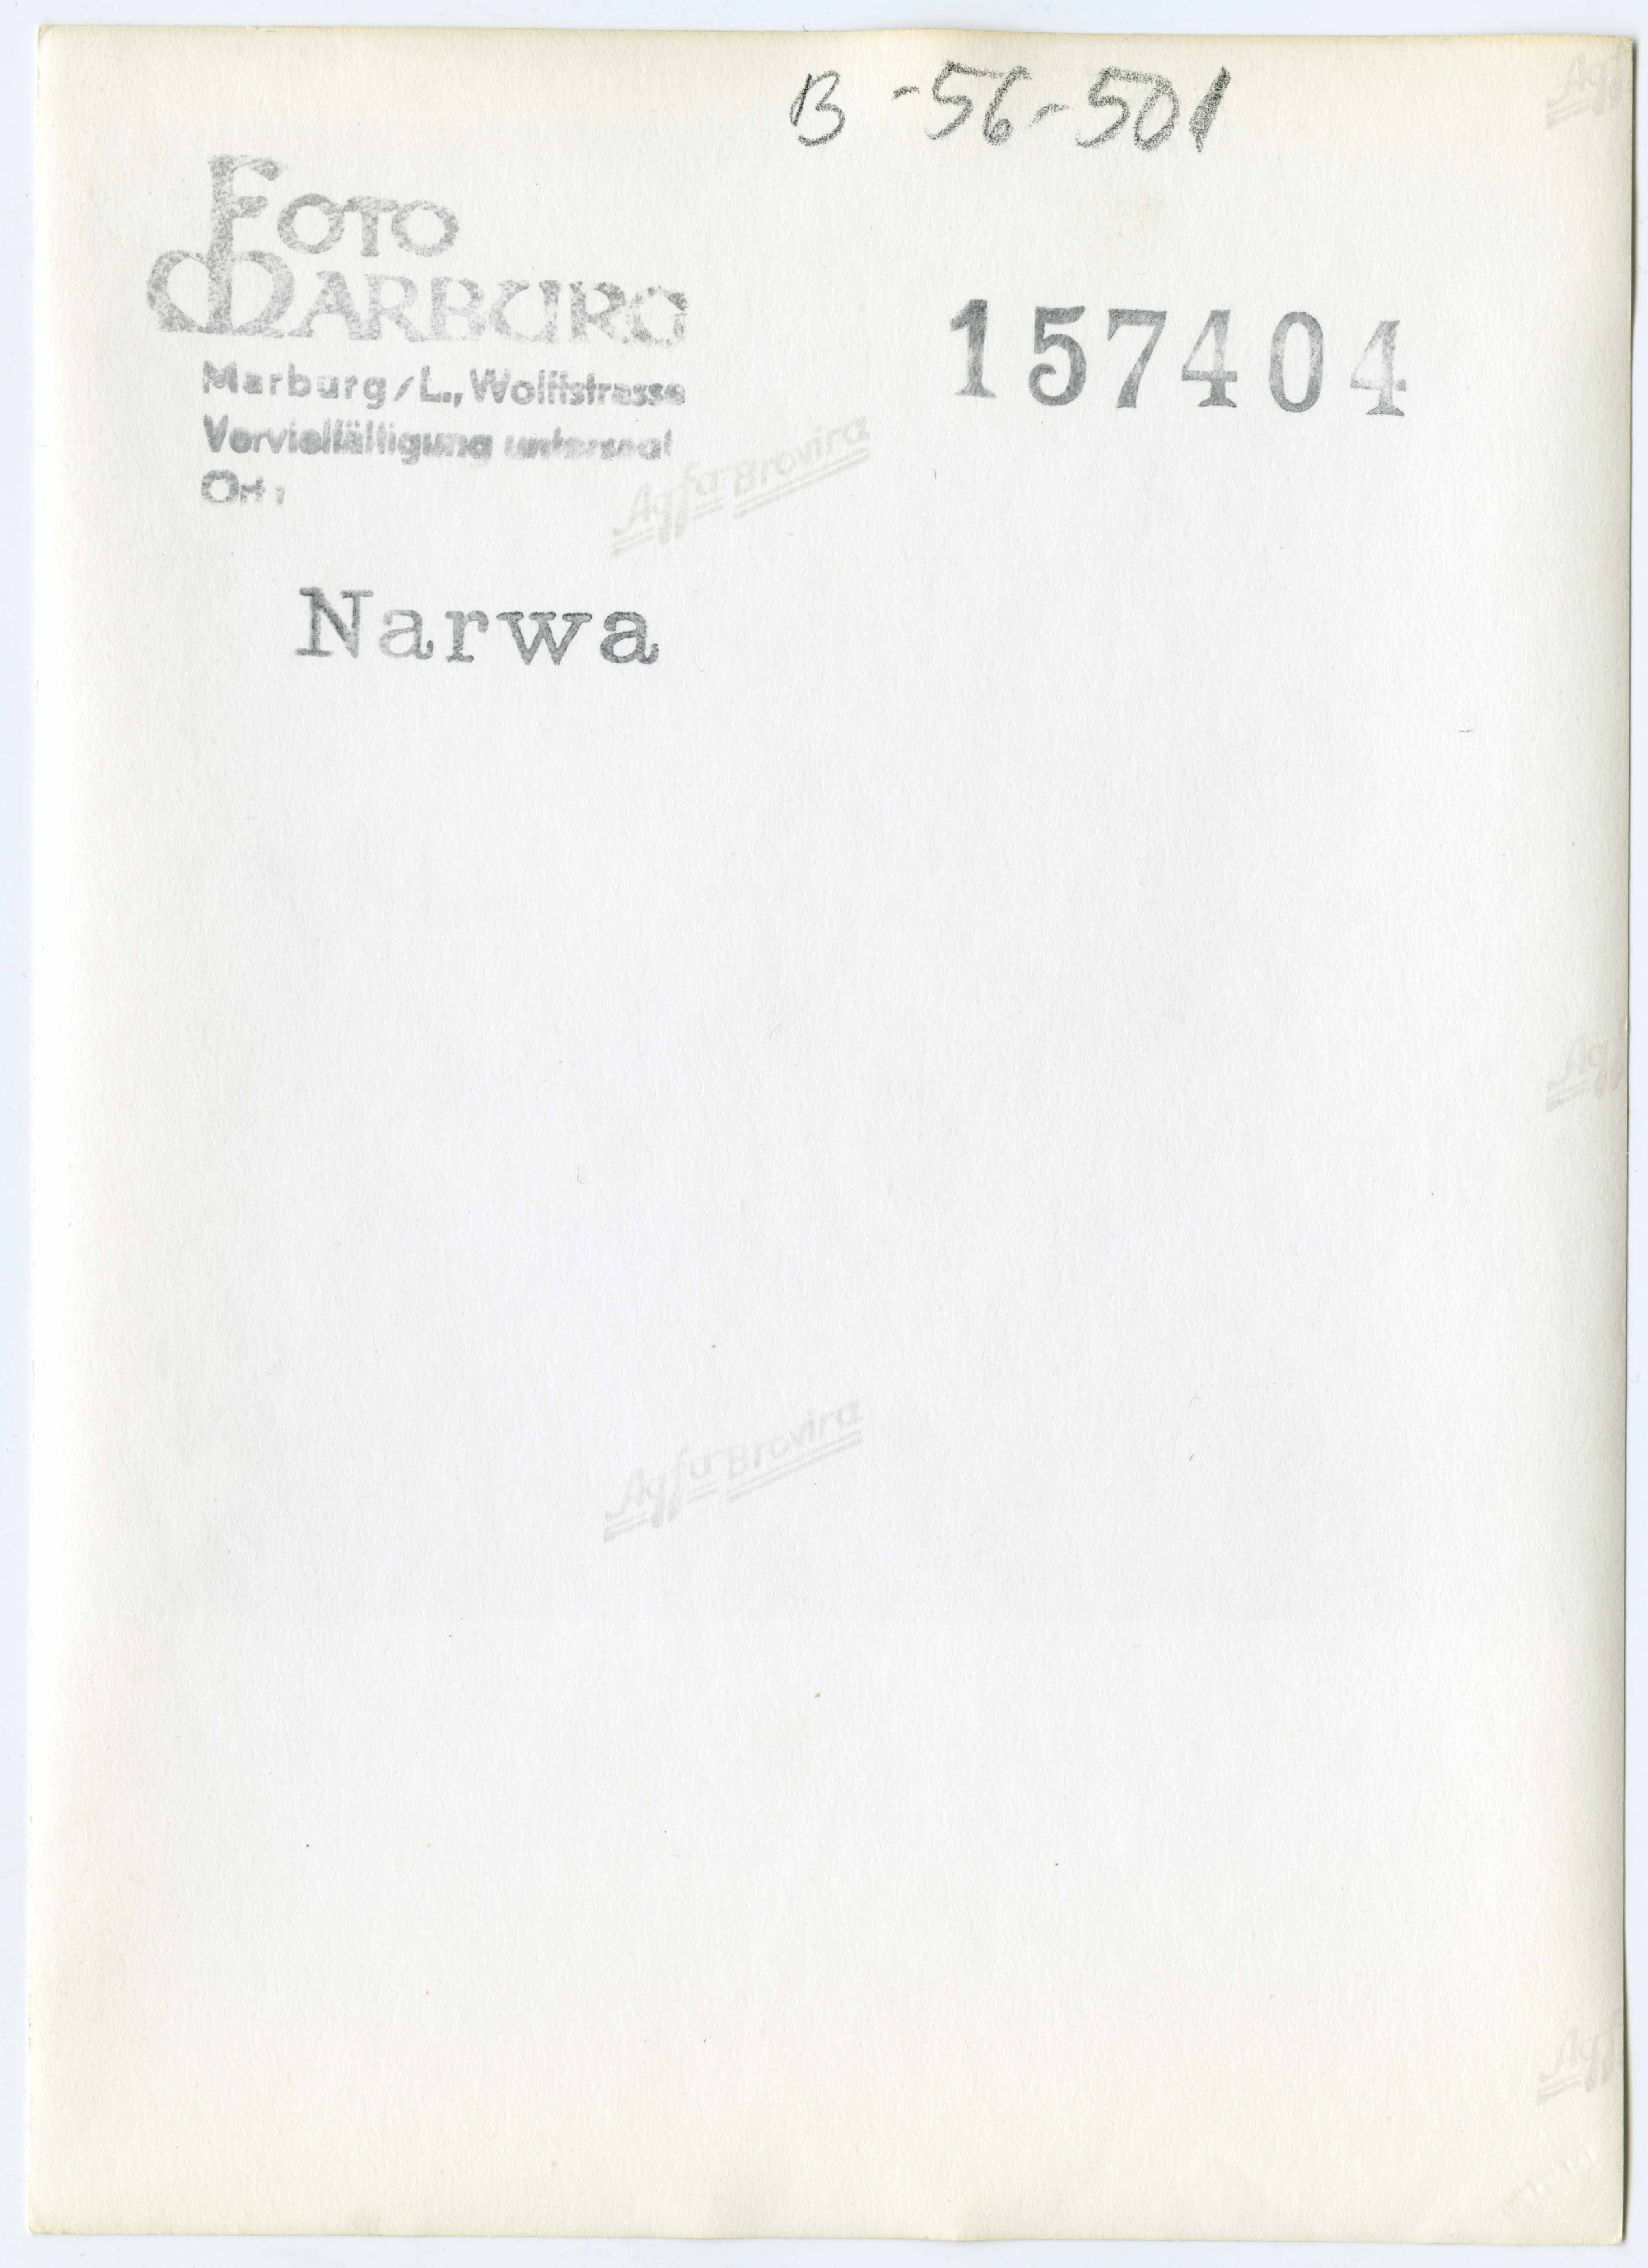 B-56-501
FOTO
MARBURG
157404
Marburg/L., Wolffstrasse
Vervielfältigung untersagt
Ort:
Agfa Brovira
Narwa
Agfa Brovira